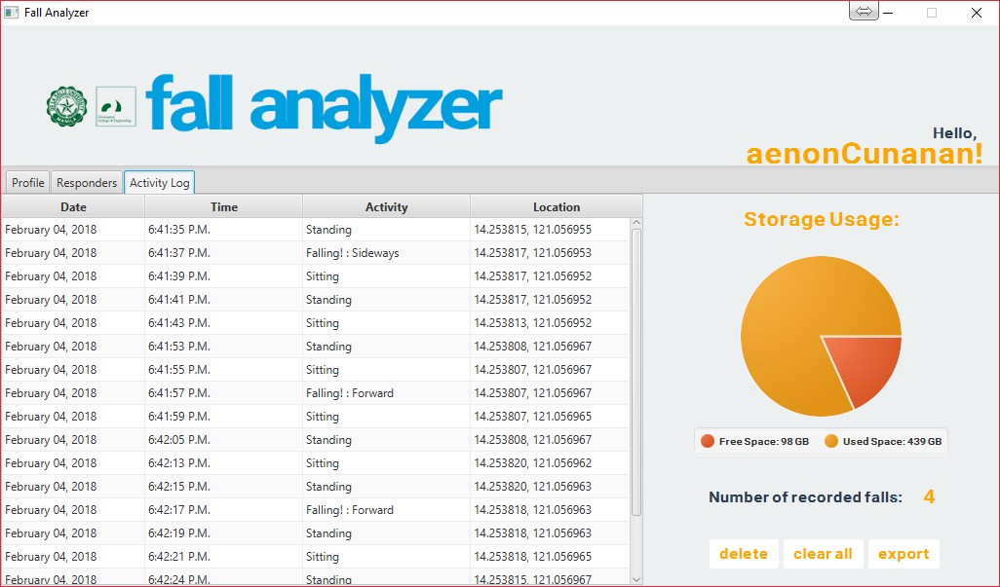 Fall Analyzer
fall analyzer
Hello,
aenonCunanan!
Profile Responders Activity Log
Date Time Activity Location
February 04, 2018 6:41:35 P.M. Standing 14.253815, 121.056955
February 04, 2018 6:41:37 P.M. Falling! : Sideways 14.253817, 121.056953
February 04, 2018 6:41:39 P.M. Sitting 14.253817, 121.056952
February 04, 2018 6:41:41 P.M. Standing 14.253817, 121.056952
February 04, 2018 6:41:43 P.M. Sitting 14.253813, 121.056952
February 04, 2018 6:41:53 P.M. Standing 14.253808, 121.056967
February 04, 2018 6:41:55 P.M. Sitting 14.253807, 121.056967
February 04, 2018 6:41:57 P.M. Falling! : Forward 14.253807, 121.056967
February 04, 2018 6:41:59 P.M. Sitting 14.253807, 121.056965
February 04, 2018 6:42:05 P.M. Standing 14.253808, 121.056967
February 04, 2018 6:42:13 P.M. Sitting 14.253820, 121.056962
February 04, 2018 6:42:15 P.M. Standing 14.253820, 121.056963
February 04, 2018 6:42:17 P.M. Falling! : Forward 14.253818, 121.056963
February 04, 2018 6:42:19 P.M. Standing 14.253818, 121.056963
February 04, 2018 6:42:21 P.M. Sitting 14.253818, 121.056965
February 04, 2018 6:42:24 P.M. Standing 14.253815, 121.056967
Storage Usage:
Free Space: 98 GB Used Space: 439 GB
Number of recorded falls: 4
delete clear all export